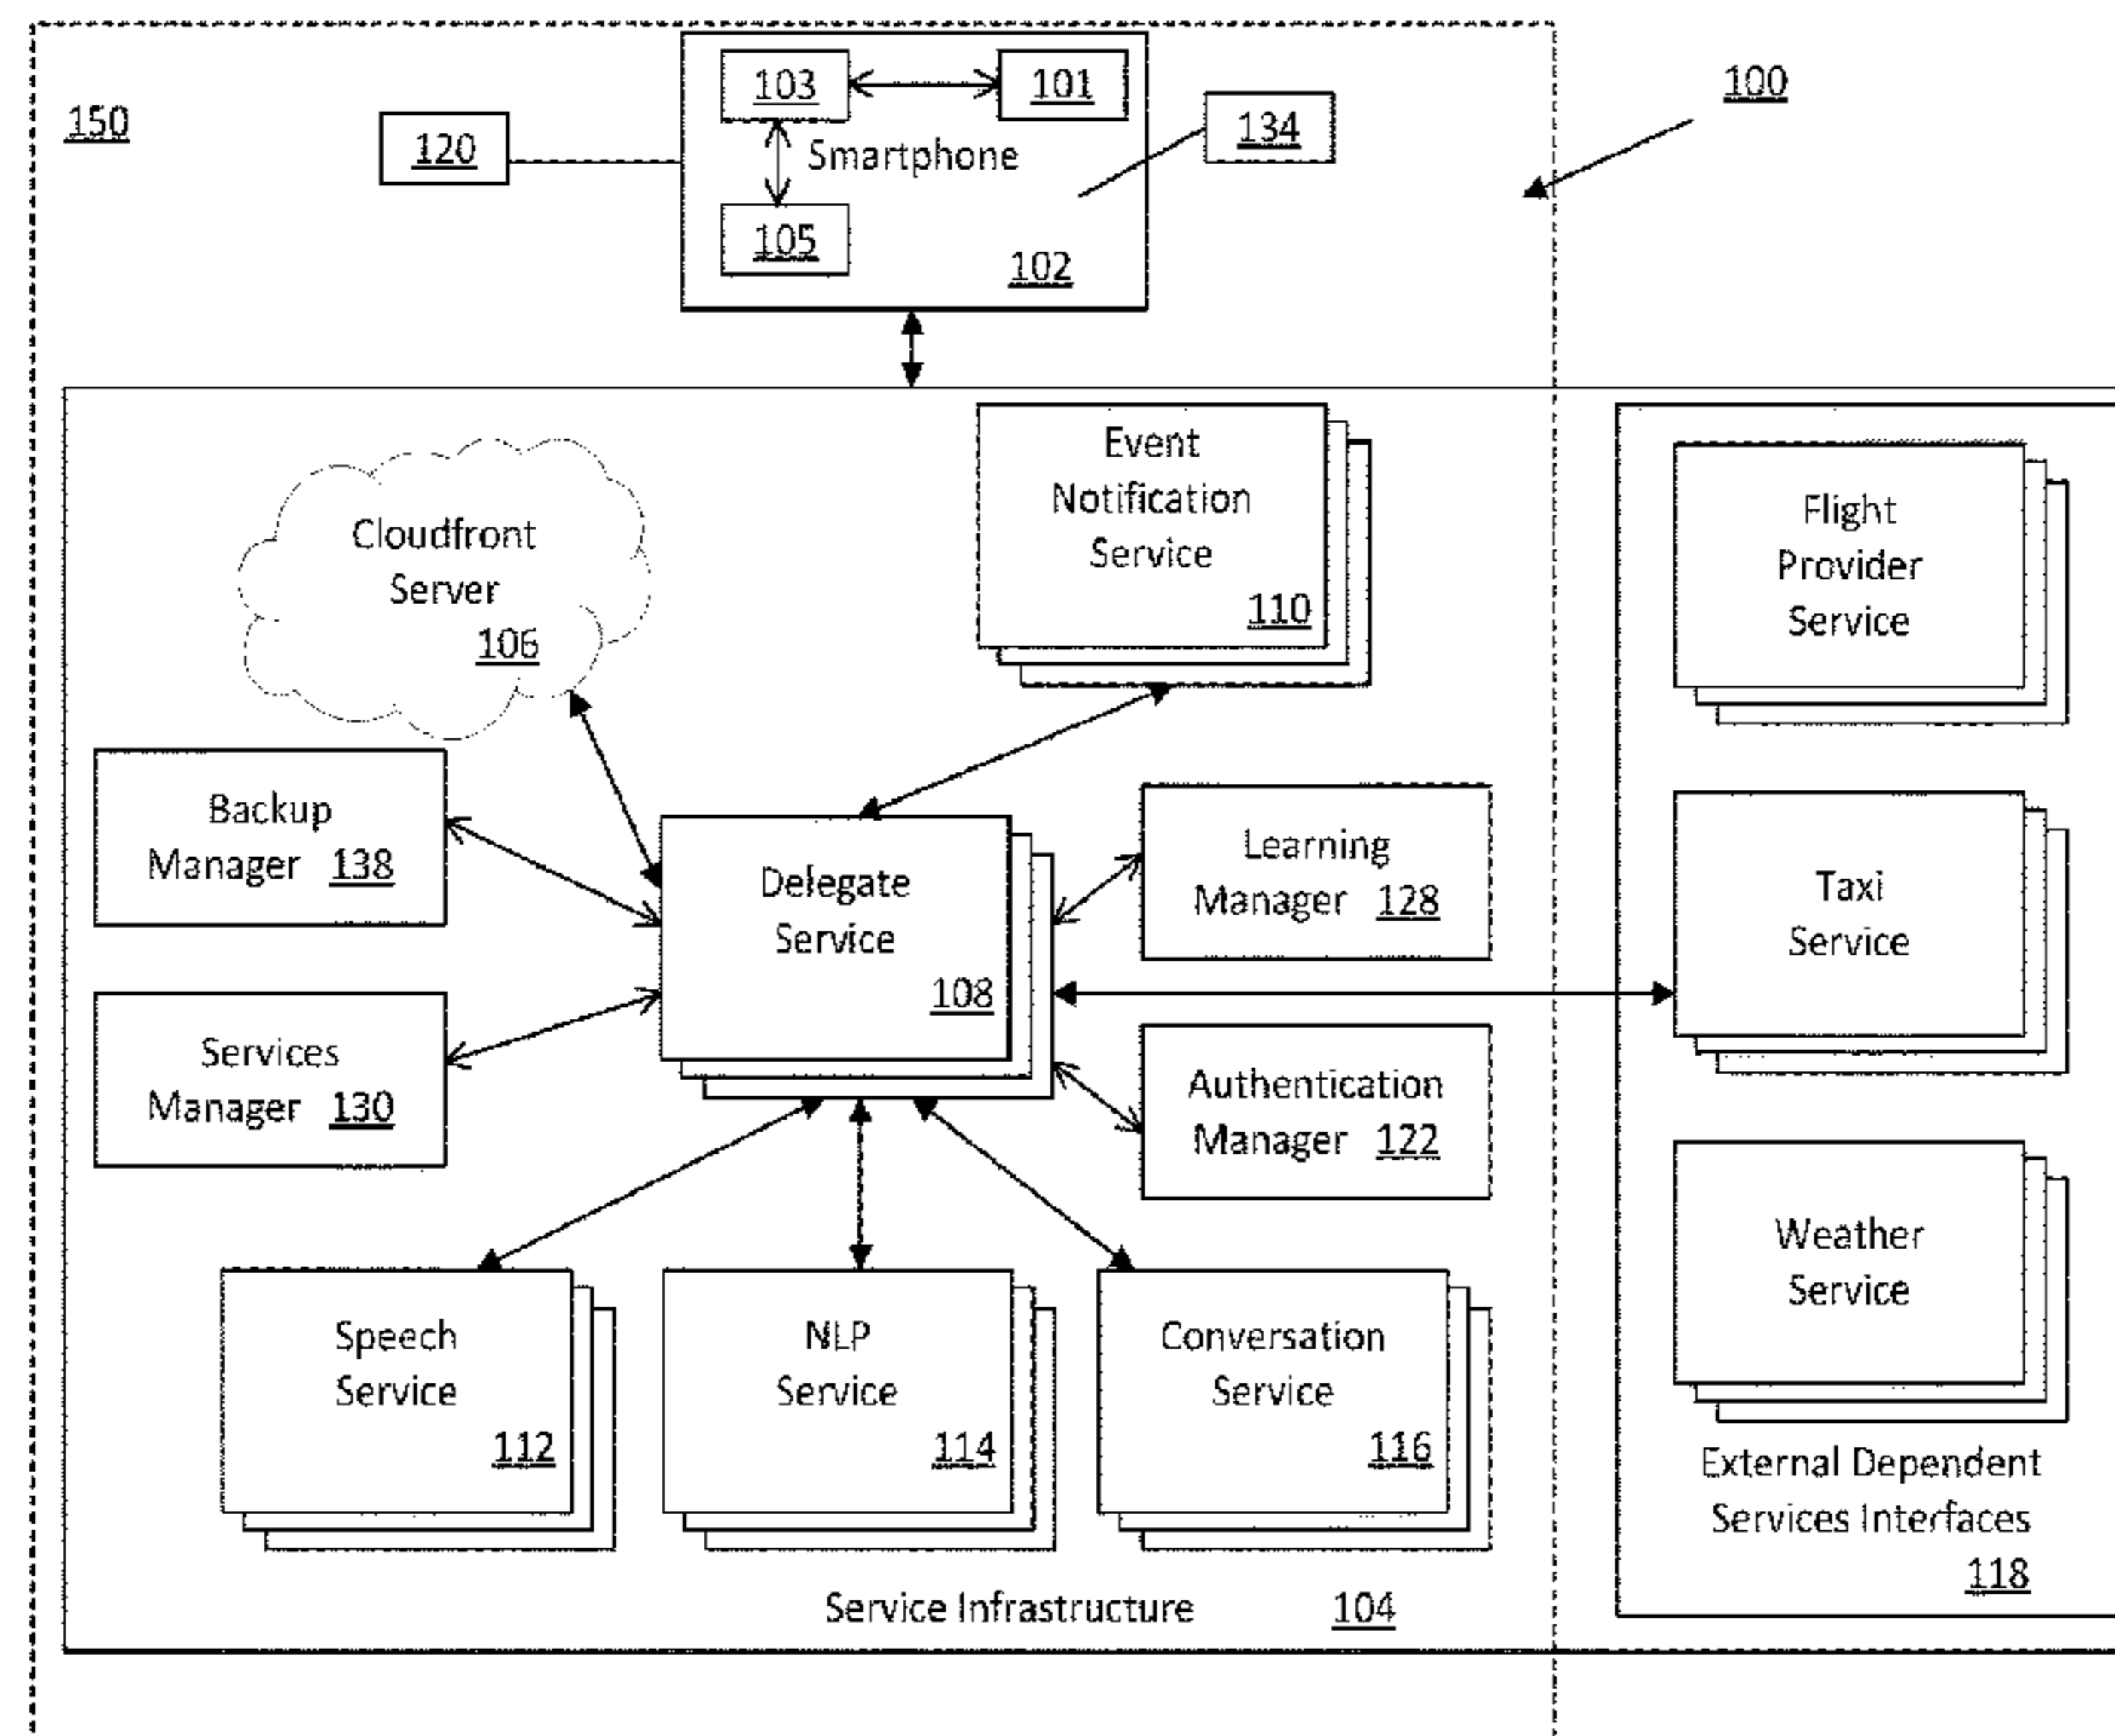 150
120
103
101
Smartphone
105
102
134
100
Cloudfront
Server
106
Event
Notification
Service
110
Backup
Manager 138
Delegate
Service
108
Learning
Manager 128
Services
Manager 130
Authentication
Manager 122
Speech
Service
112
NLP
Service
114
Conversation
Service
116
Service Infrastructure 104
Flight
Provider
Service
Taxi
Service
Weather
Service
External Dependent
Services Interfaces
118